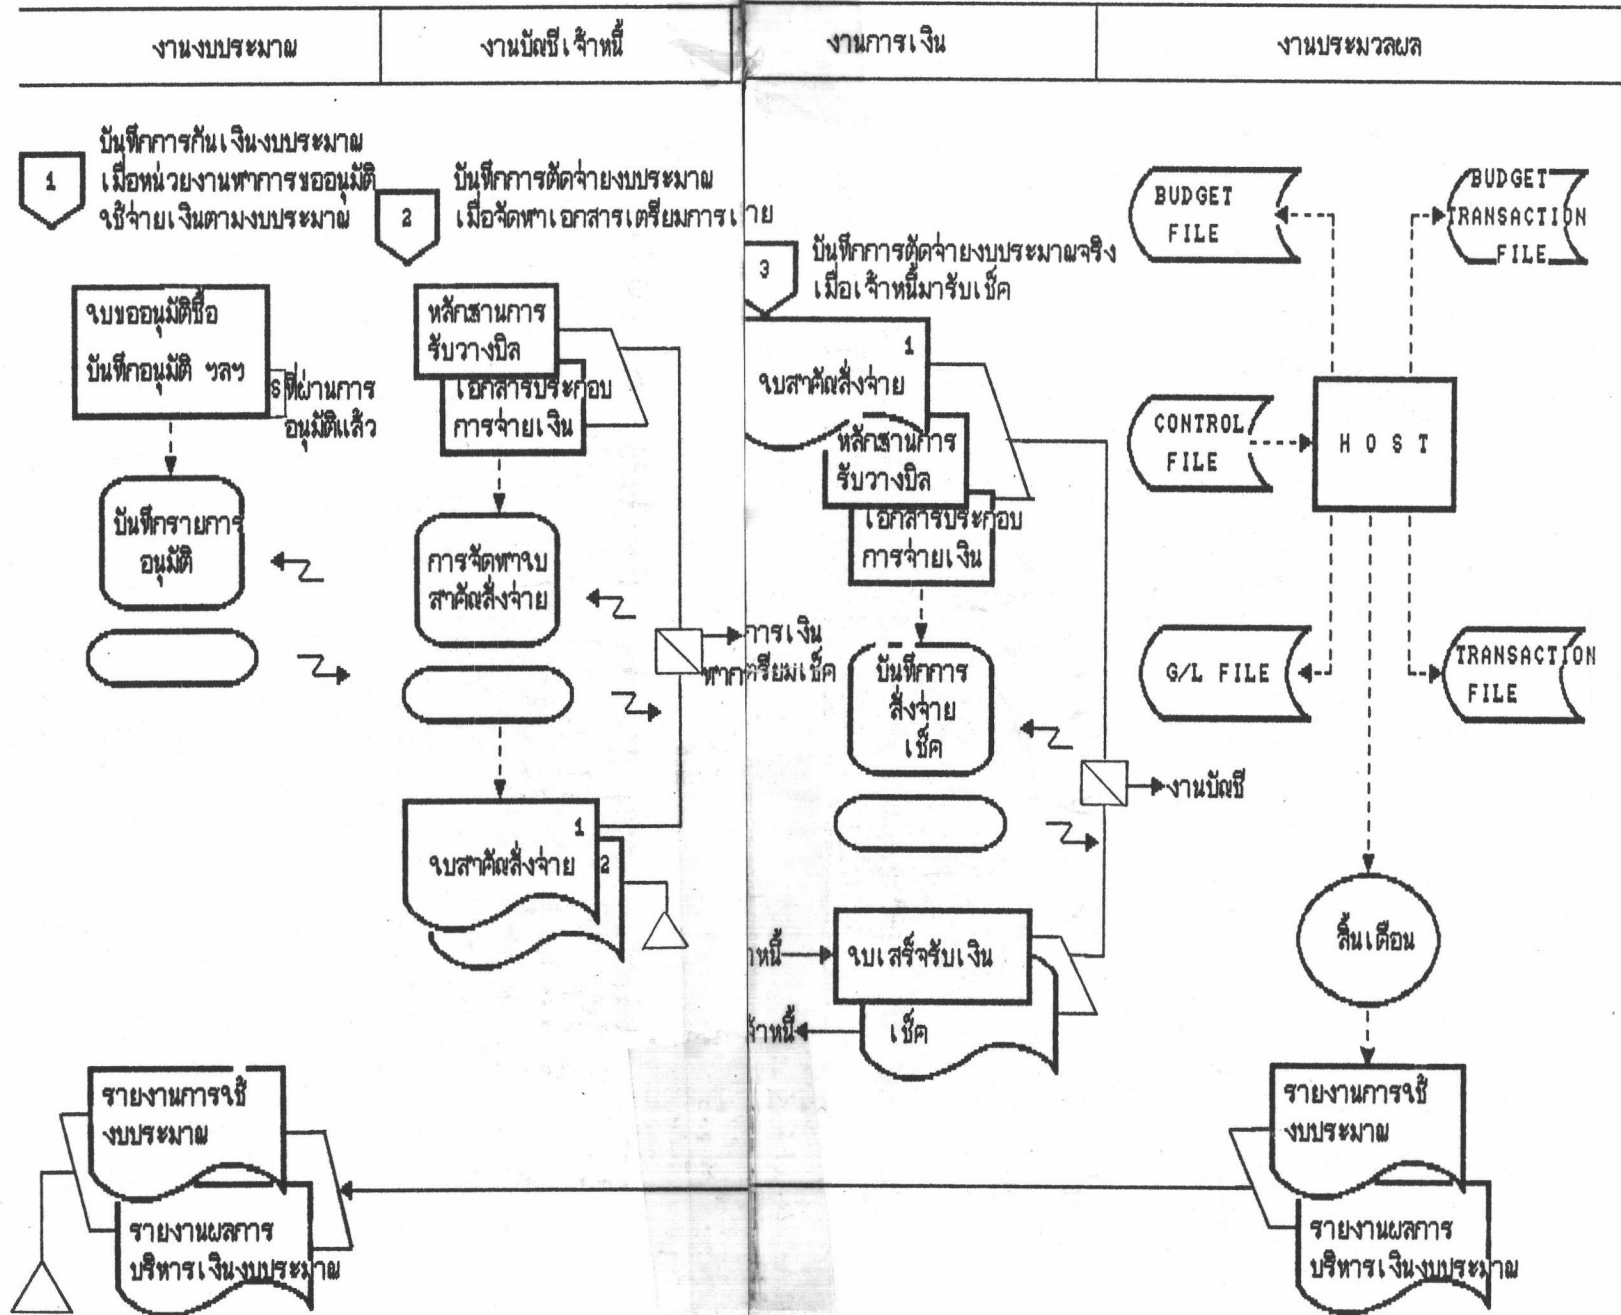 งานงบประมาณ
งานบัญชีเจ้าหนี้
งานการเงิน
งานประมวลผล
1
บันทึกการกันเงินงบประมาณ
เมื่อหน่วยงานทำการขออนุมัติ
ใช้จ่ายเงินตามงบประมาณ
ใบขออนุมัติซื้อ
บันทึกอนุมัติ ฯลฯ
S ที่ผ่านการ
อนุมัติแล้ว
บันทึกรายการ
อนุมัติ
2
บันทึกการตัดจ่ายงบประมาณ
เมื่อจัดทำเอกสารเตรียมการ
หลักฐานการ
รับวางบิล
เอกสารประกอบ
การจ่ายเงิน
การจัดทำใบ
สำคัญสั่งจ่าย
การเงิน
เตรียมเช็ค
1
ใบสำคัญสั่งจ่าย
2
3
บันทึกการตัดจ่ายงบประมาณจริง
เมื่อเจ้าหนี้มารับเช็ค
1
ใบสำคัญสั่งจ่าย
หลักฐานการ
รับวางบิล
เอกสารประกอบ
การจ่ายเงิน
บันทึกการ
สั่งจ่าย
เช็ค
งานบัญชี
ใบเสร็จรับเงิน
เช็ค
BUDGET
FILE
BUDGET
TRANSACTION
FILE
CONTROL
FILE
H O S T
G/L FILE
TRANSACTION
FILE
สิ้นเดือน
รายงานการใช้
งบประมาณ
รายงานผลการ
บริหารเงินงบประมาณ
รายงานการใช้
งบประมาณ
รายงานผลการ
บริหารเงินงบประมาณ